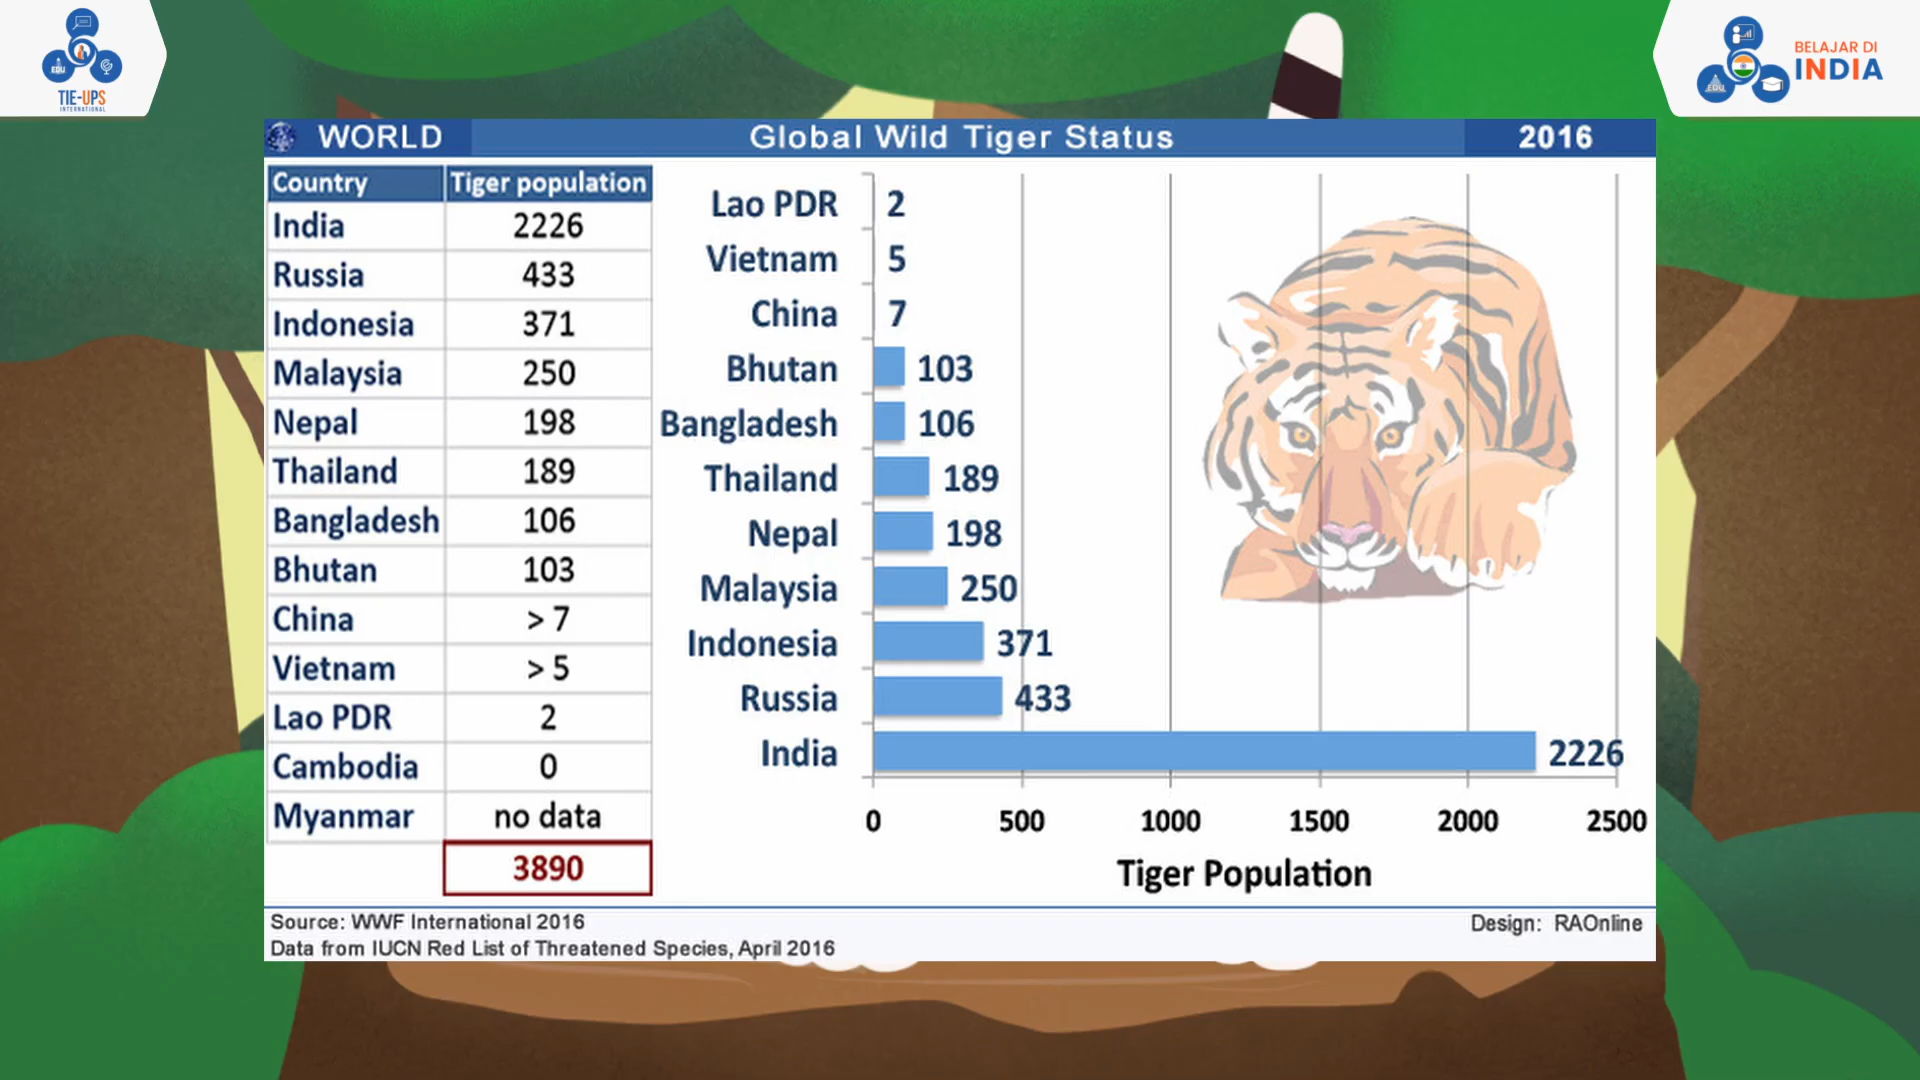 TIE-UPS
INTERNATIONAL
EDU
BELAJAR DI
INDIA
EDU
WORLD
Global Wild Tiger Status
2016
Country Tiger population
India 2226
Russia 433
Indonesia 371
Malaysia 250
Nepal 198
Thailand 189
Bangladesh 106
Bhutan 103
China > 7
Vietnam > 5
Lao PDR 2
Cambodia 0
Myanmar no data
3890
Lao PDR 2
Vietnam 5
China 7
Bhutan 103
Bangladesh 106
Thailand 189
Nepal 198
Malaysia 250
Indonesia 371
Russia 433
India 2226
0 500 1000 1500 2000 2500
Tiger Population
Source: WWF International 2016
Data from IUCN Red List of Threatened Species, April 2016
Design: RAOnline